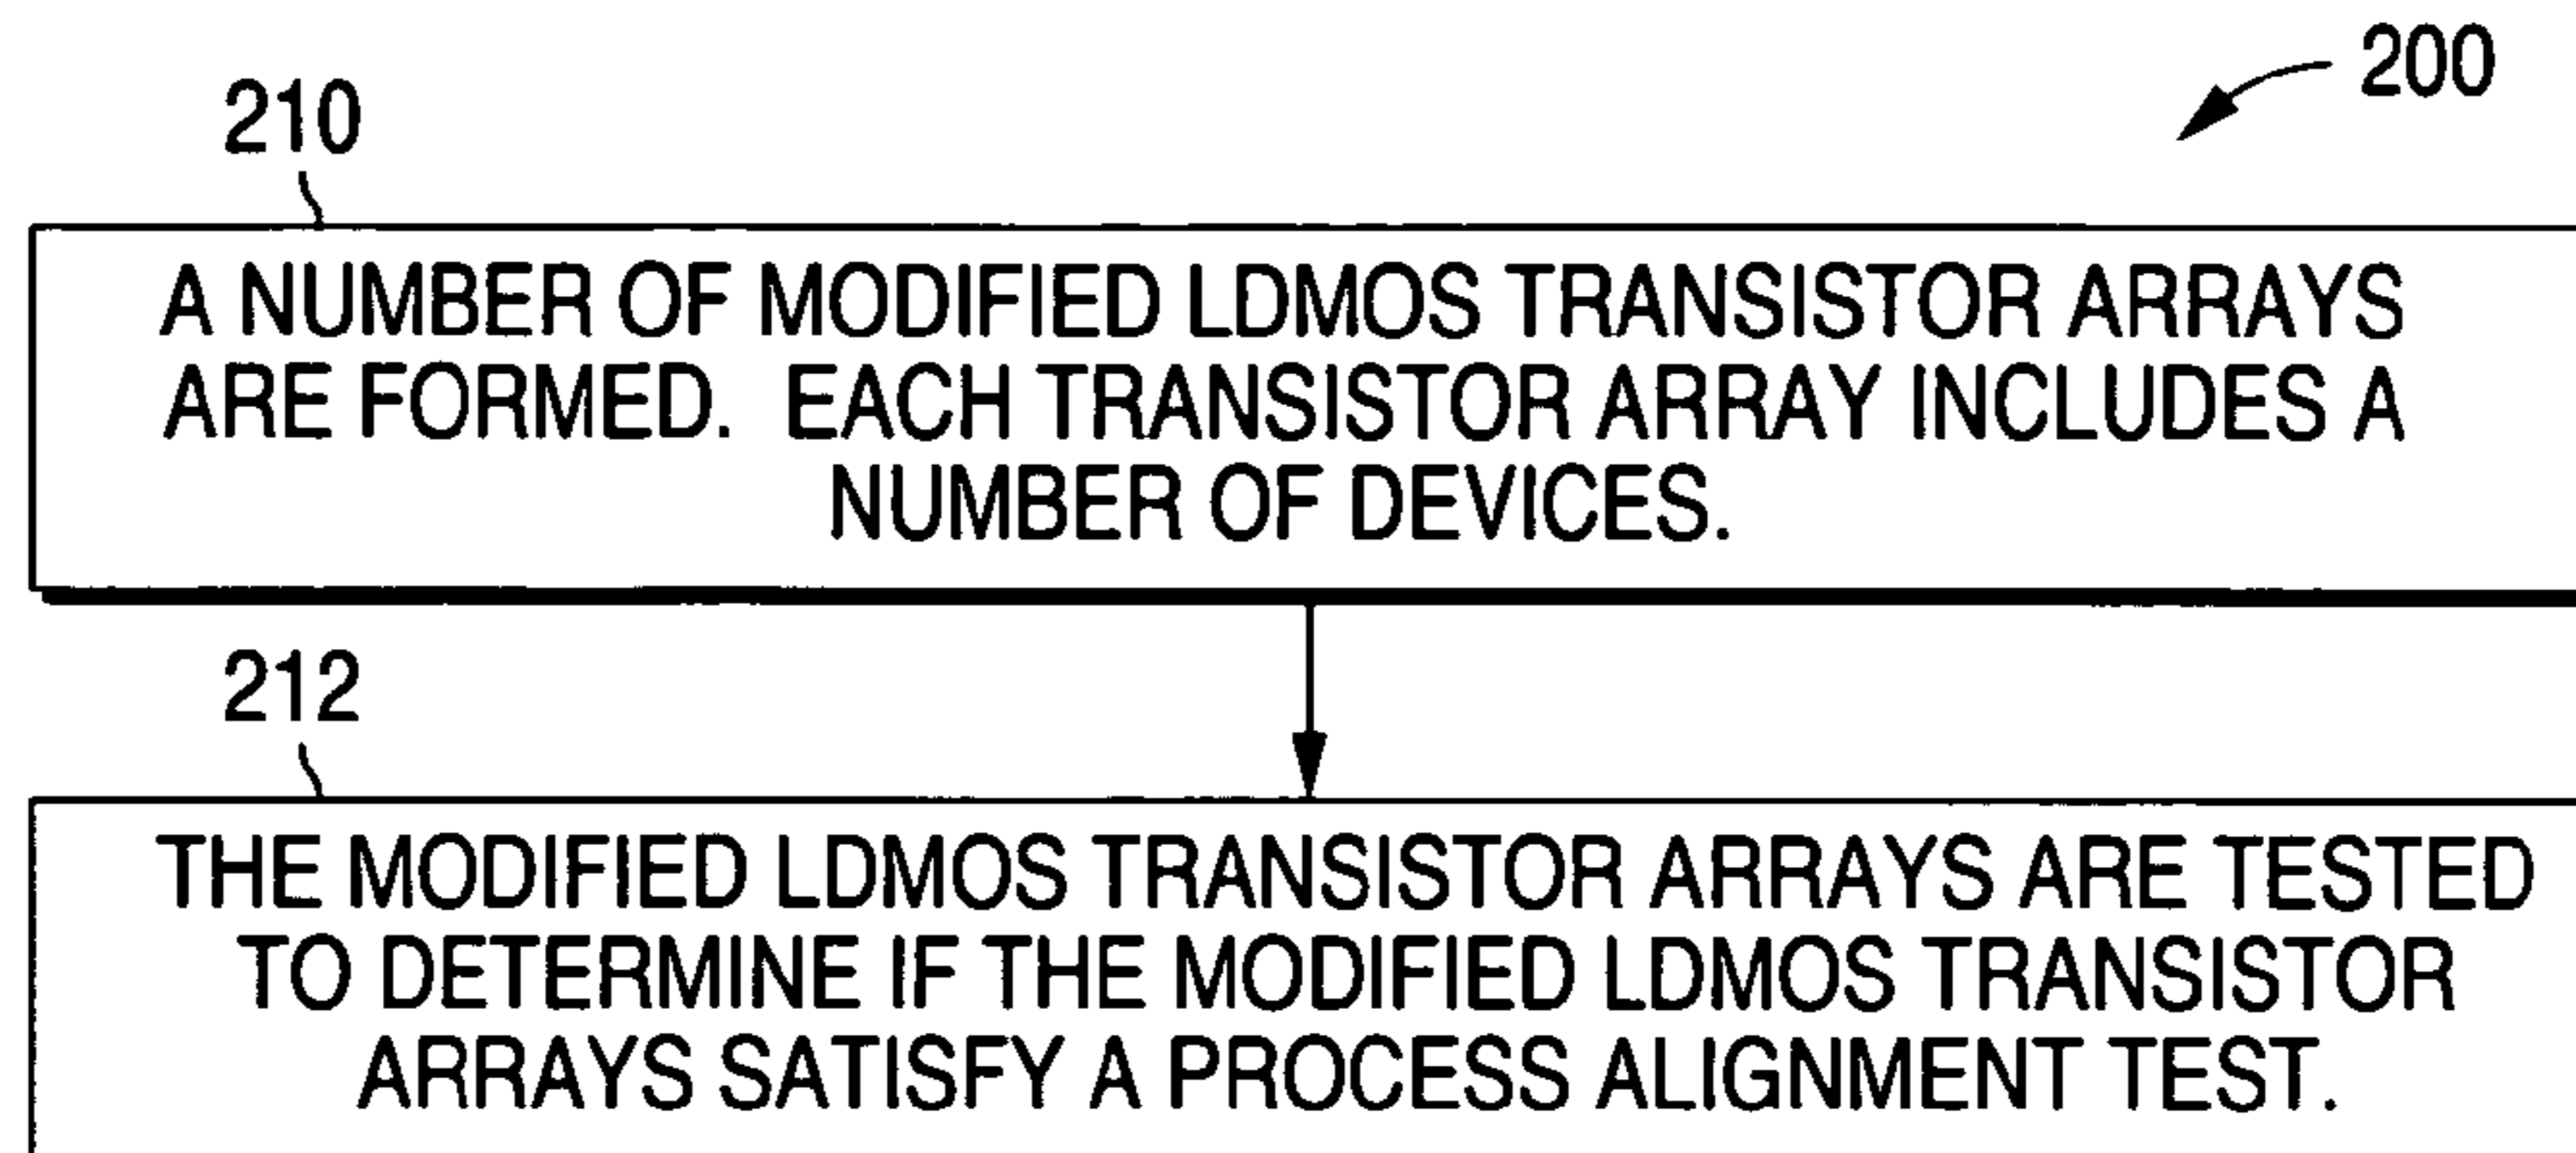 200
210
A NUMBER OF MODIFIED LDMOS TRANSISTOR ARRAYS
ARE FORMED. EACH TRANSISTOR ARRAY INCLUDES A
NUMBER OF DEVICES.
212
THE MODIFIED LDMOS TRANSISTOR ARRAYS ARE TESTED
TO DETERMINE IF THE MODIFIED LDMOS TRANSISTOR
ARRAYS SATISFY A PROCESS ALIGNMENT TEST.